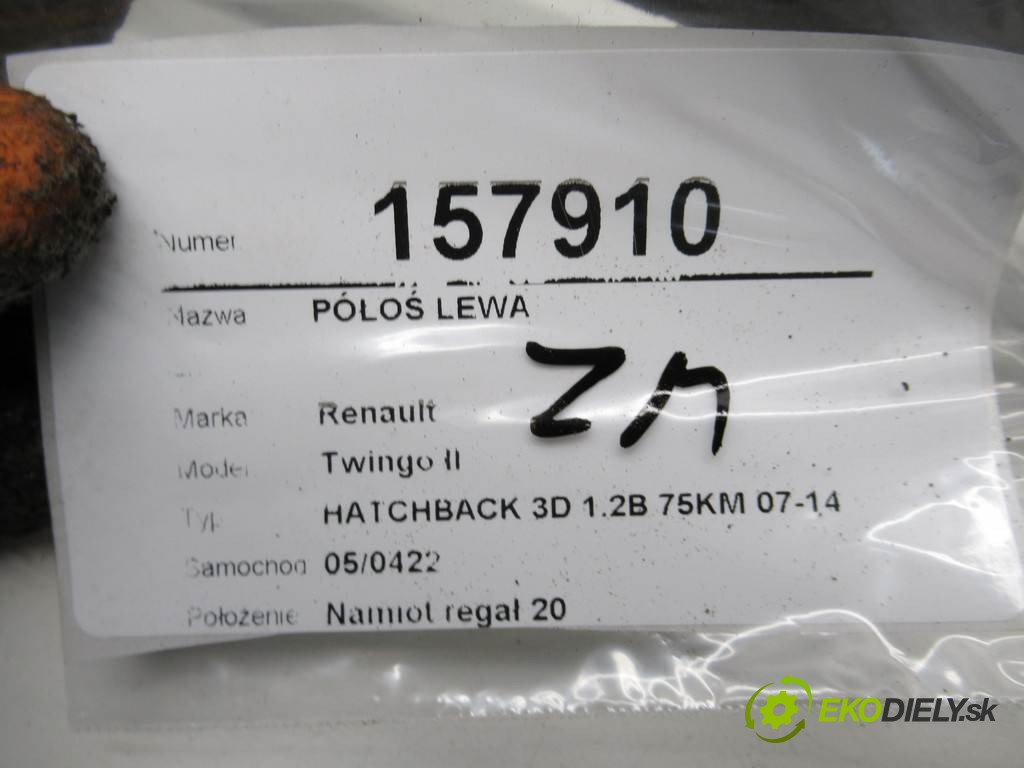 Numer 157910
Nazwa PÓŁOŚ LEWA
Marka Renault
Model Twingo II
Typ HATCHBACK 3D 1.2B 75KM 07-14
Samochod 05/0422
Położenie Namiot regał 20
EKODIELY.sk